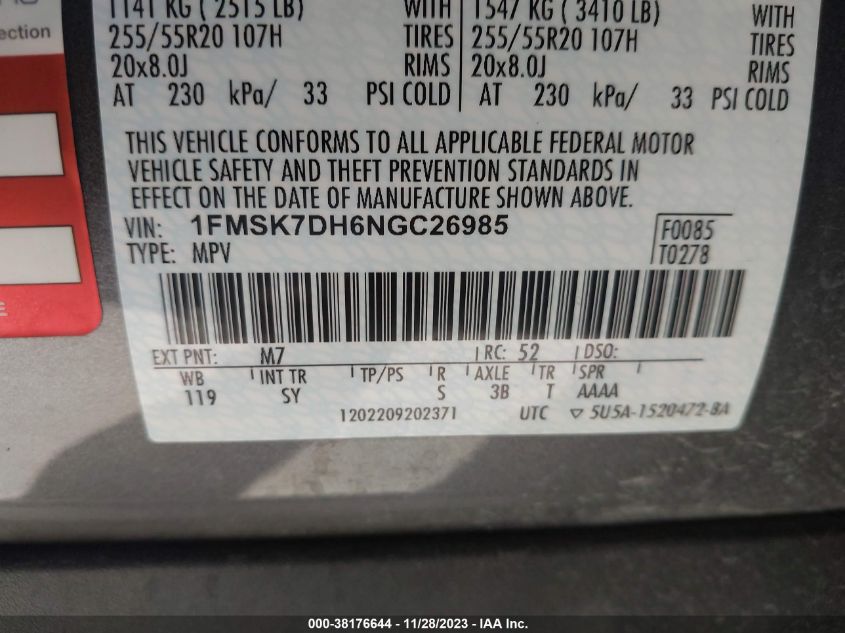 1141 KG ( 2515 LB) WITH 1547 KG ( 3410 LB) WITH
255/55R20 107H TIRES 255/55R20 107H TIRES
20x8.0J RIMS 20x8.0J RIMS
AT 230 kPa/ 33 PSI COLD AT 230 kPa/ 33 PSI COLD
ection
THIS VEHICLE CONFORMS TO ALL APPLICABLE FEDERAL MOTOR
VEHICLE SAFETY AND THEFT PREVENTION STANDARDS IN
EFFECT ON THE DATE OF MANUFACTURE SHOWN ABOVE.
VIN: 1FMSK7DH6NGC26985 F0085
TYPE: MPV T0278
EXT PNT: M7 RC: 52 DSO:
WB INT TR TP/PS R AXLE TR SPR
119 SY S 3B T AAAA
1202209202371 UTC ▽ 5U5A-1520472-BA
000-38176644 - 11/28/2023 - IAA Inc.